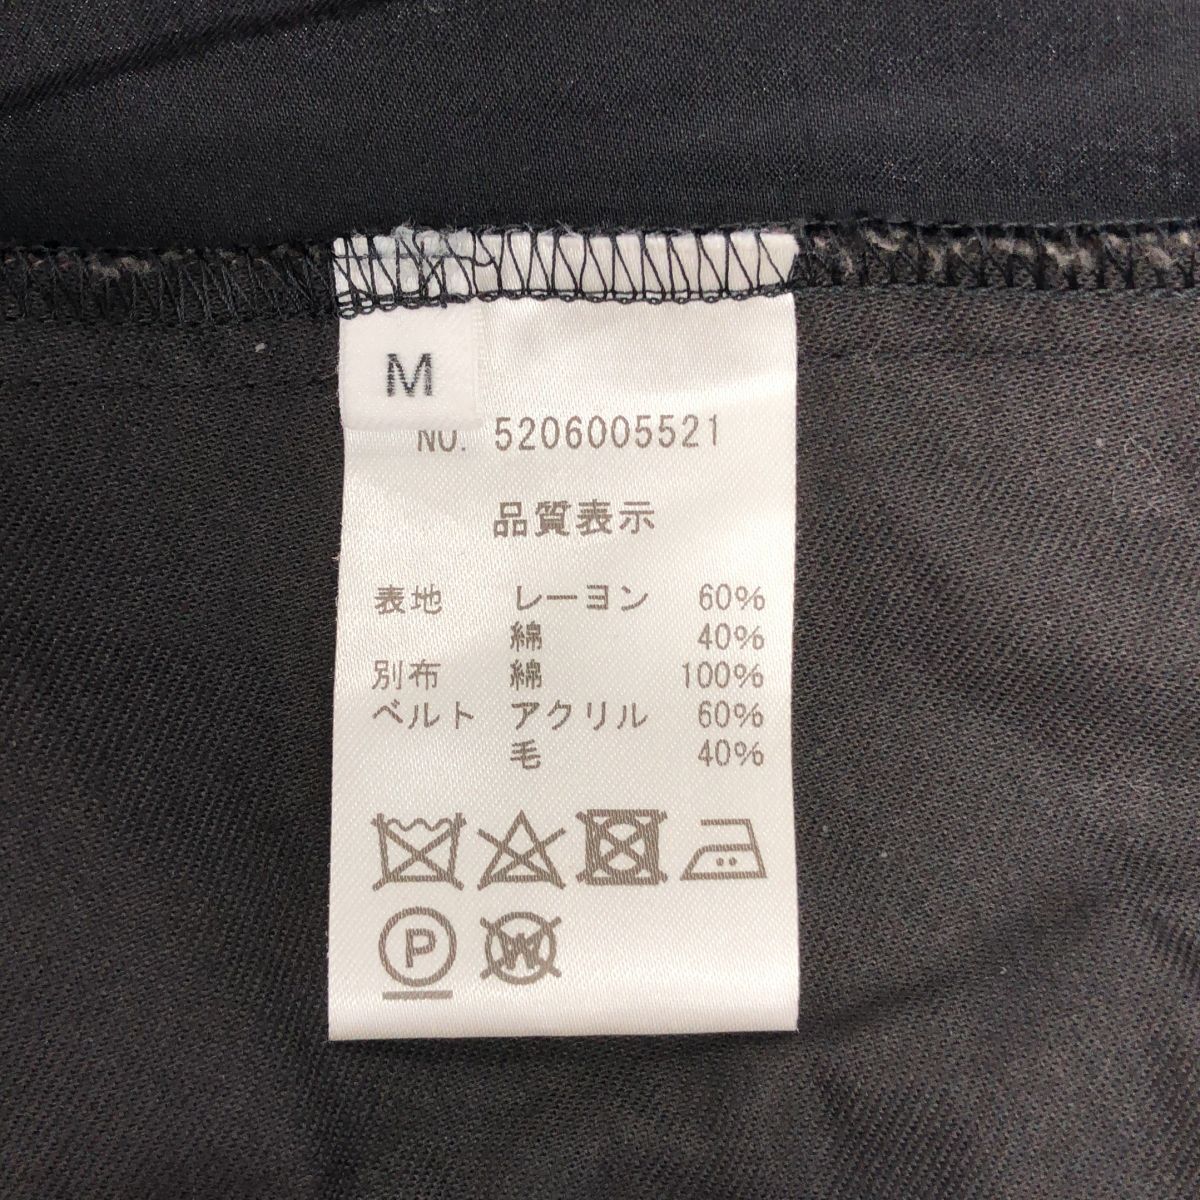 M
NO. 5206005521
品質表示
表地 レーヨン 60%
綿 40%
別布 綿 100%
ベルト アクリル 60%
毛 40%
P W